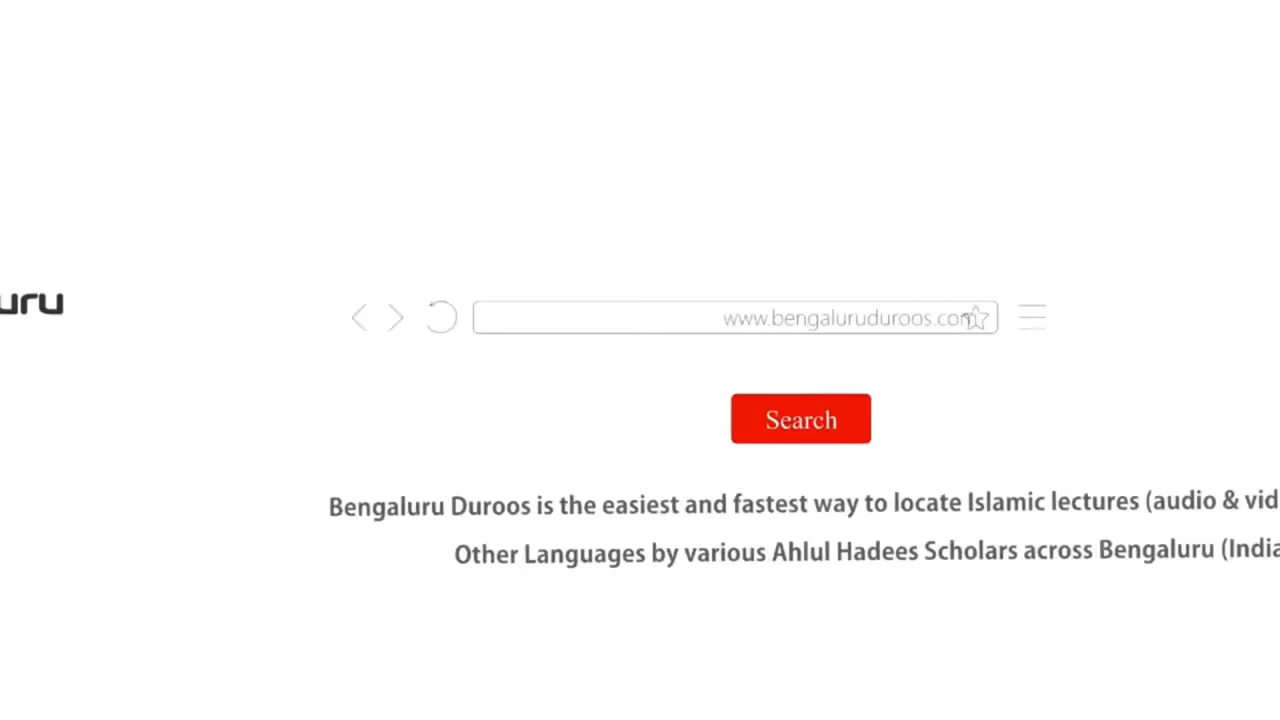 uru
www.bengaluruduroos.com
Search
Bengaluru Duroos is the easiest and fastest way to locate Islamic lectures (audio & vid
Other Languages by various Ahlul Hadees Scholars across Bengaluru (India